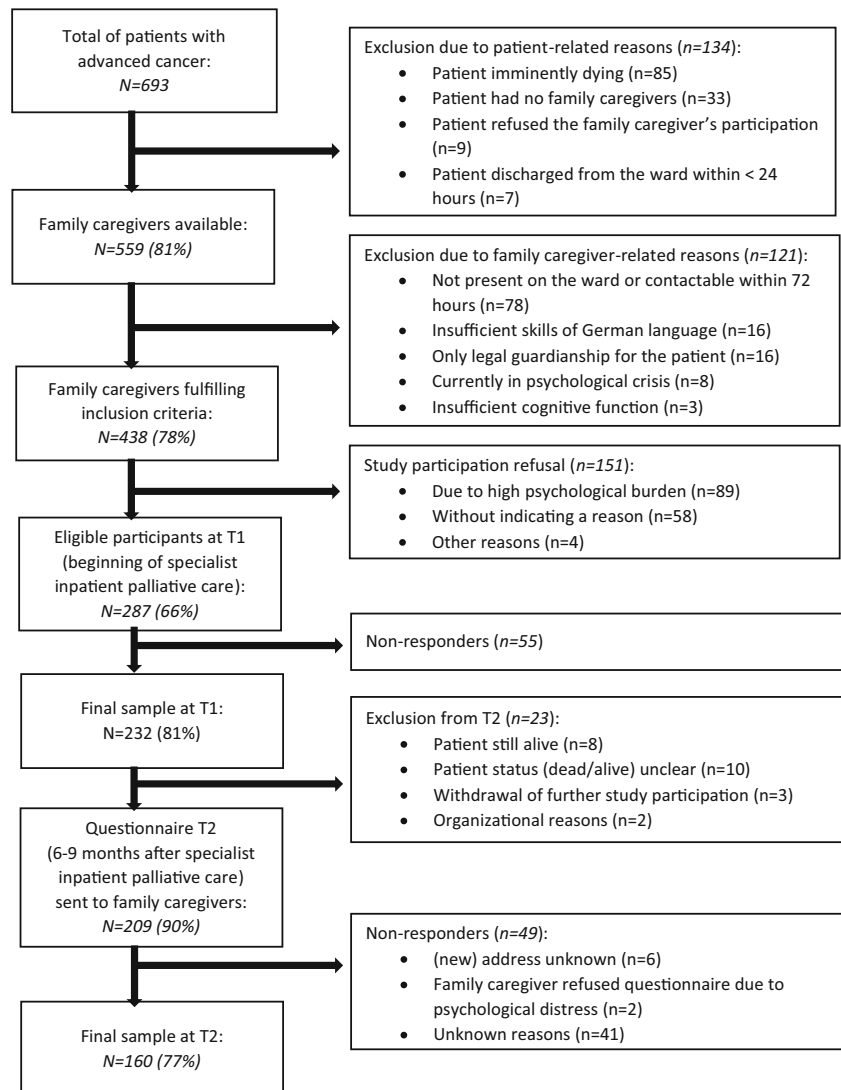 Total of patients with
advanced cancer:
N=693
Exclusion due to patient-related reasons (n=134):
• Patient imminently dying (n=85)
• Patient had no family caregivers (n=33)
• Patient refused the family caregiver's participation
(n=9)
• Patient discharged from the ward within < 24
hours (n=7)
Family caregivers available:
N=559 (81%)
Exclusion due to family caregiver-related reasons (n=121):
• Not present on the ward or contactable within 72
hours (n=78)
• Insufficient skills of German language (n=16)
• Only legal guardianship for the patient (n=16)
• Currently in psychological crisis (n=8)
• Insufficient cognitive function (n=3)
Family caregivers fulfilling
inclusion criteria:
N=438 (78%)
Study participation refusal (n=151):
• Due to high psychological burden (n=89)
• Without indicating a reason (n=58)
• Other reasons (n=4)
Eligible participants at T1
(beginning of specialist
inpatient palliative care):
N=287 (66%)
Non-responders (n=55)
Final sample at T1:
N=232 (81%)
Exclusion from T2 (n=23):
• Patient still alive (n=8)
• Patient status (dead/alive) unclear (n=10)
• Withdrawal of further study participation (n=3)
• Organizational reasons (n=2)
Questionnaire T2
(6-9 months after specialist
inpatient palliative care)
sent to family caregivers:
N=209 (90%)
Non-responders (n=49):
• (new) address unknown (n=6)
• Family caregiver refused questionnaire due to
psychological distress (n=2)
• Unknown reasons (n=41)
Final sample at T2:
N=160 (77%)